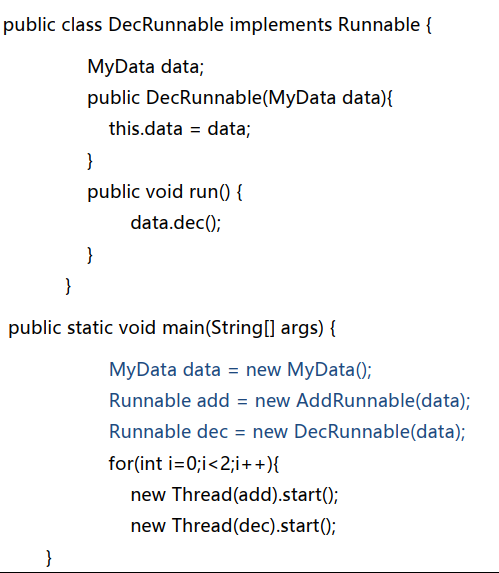 public class DecRunnable implements Runnable {
MyData data;
public DecRunnable(MyData data){
this.data = data;
}
public void run() {
data.dec();
}
}
public static void main(String[] args) {
MyData data = new MyData();
Runnable add = new AddRunnable(data);
Runnable dec = new DecRunnable(data);
for(int i=0;i<2;i++){
new Thread(add).start();
new Thread(dec).start();
}